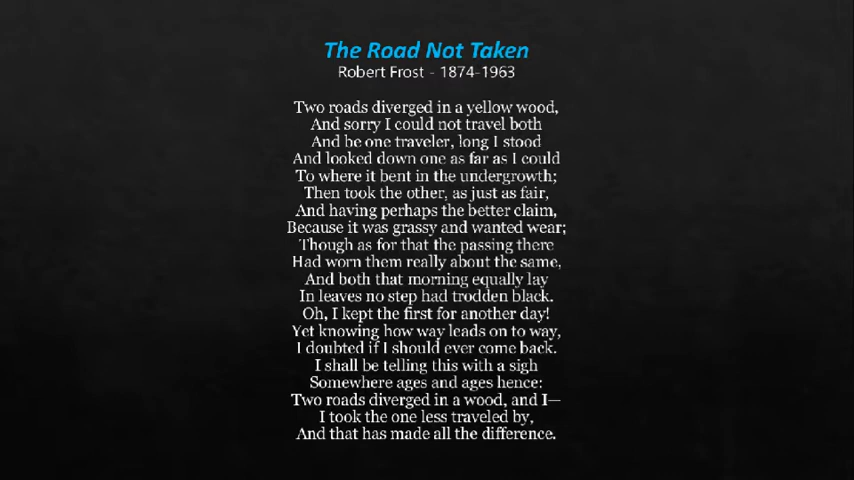 The Road Not Taken
Robert Frost - 1874-1963
Two roads diverged in a yellow wood,
And sorry I could not travel both
And be one traveler, long I stood
And looked down one as far as I could
To where it bent in the undergrowth;
Then took the other, as just as fair,
And having perhaps the better claim,
Because it was grassy and wanted wear;
Though as for that the passing there
Had worn them really about the same,
And both that morning equally lay
In leaves no step had trodden black.
Oh, I kept the first for another day!
Yet knowing how way leads on to way,
I doubted if I should ever come back.
I shall be telling this with a sigh
Somewhere ages and ages hence:
Two roads diverged in a wood, and I—
I took the one less traveled by,
And that has made all the difference.